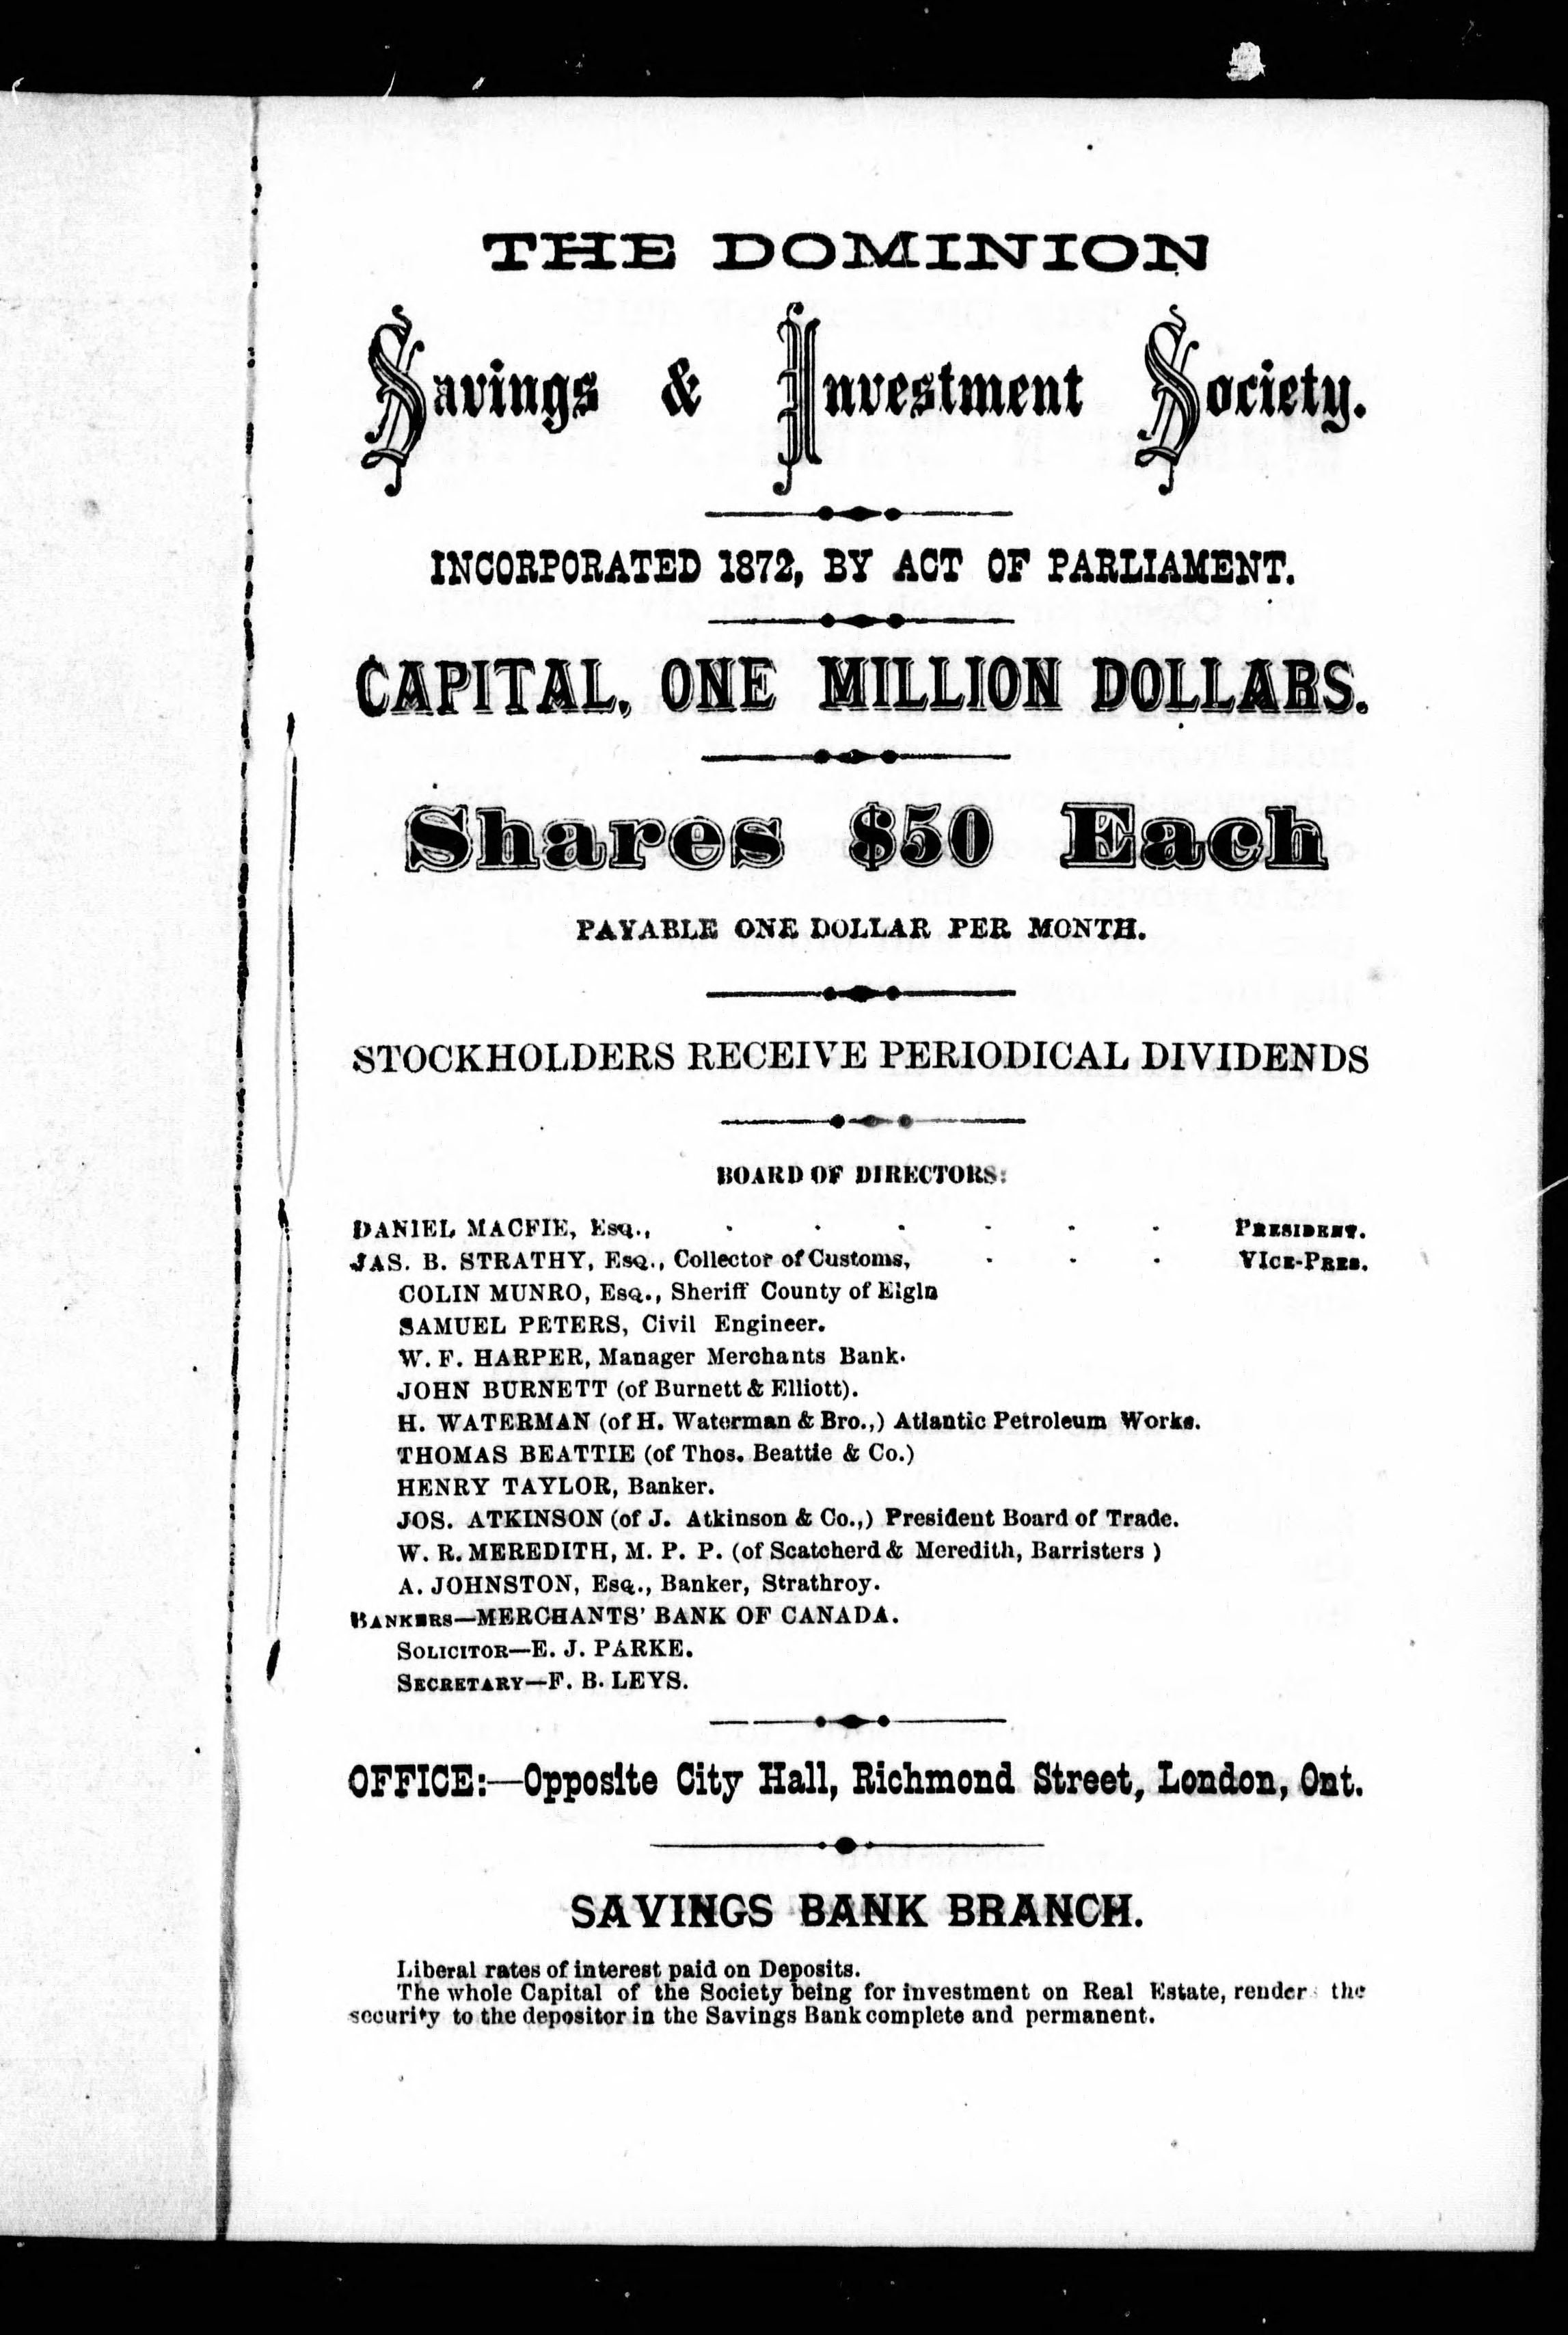 THE DOMINION
Savings & Investment Society.
INCORPORATED 1872, BY ACT OF PARLIAMENT.
CAPITAL, ONE MILLION DOLLARS.
Shares $50 Each
PAYABLE ONE DOLLAR PER MONTH.
STOCKHOLDERS RECEIVE PERIODICAL DIVIDENDS
BOARD OF DIRECTORS:
DANIEL MACFIE, Esq., . . . . . . PRESIDENT.
JAS. B. STRATHY, Esq., Collector of Customs, . . . VICE-PRES.
COLIN MUNRO, Esq., Sheriff County of Elgin
SAMUEL PETERS, Civil Engineer.
W. F. HARPER, Manager Merchants Bank.
JOHN BURNETT (of Burnett & Elliott).
H. WATERMAN (of H. Waterman & Bro.,) Atlantic Petroleum Works.
THOMAS BEATTIE (of Thos. Beattie & Co.)
HENRY TAYLOR, Banker.
JOS. ATKINSON (of J. Atkinson & Co.,) President Board of Trade.
W. R. MEREDITH, M. P. P. (of Scatcherd & Meredith, Barristers )
A. JOHNSTON, Esq., Banker, Strathroy.
BANKERS—MERCHANTS' BANK OF CANADA.
SOLICITOR—E. J. PARKE.
SECRETARY—F. B. LEYS.
OFFICE:—Opposite City Hall, Richmond Street, London, Ont.
SAVINGS BANK BRANCH.
Liberal rates of interest paid on Deposits.
The whole Capital of the Society being for investment on Real Estate, render the
security to the depositor in the Savings Bank complete and permanent.